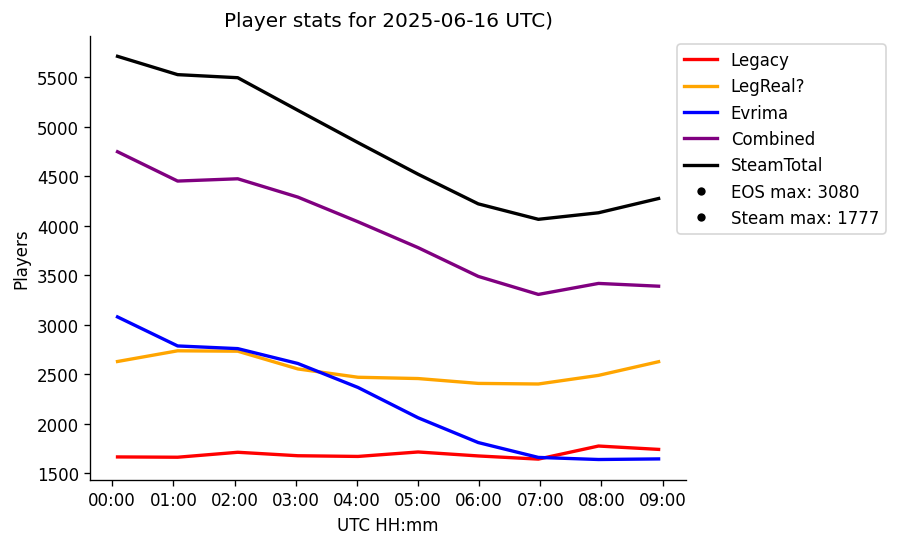 Player stats for 2025-06-16 UTC)
Legacy
LegReal?
Evrima
Combined
SteamTotal
EOS max: 3080
Steam max: 1777
Players
5500
5000
4500
4000
3500
3000
2500
2000
1500
00:00 01:00 02:00 03:00 04:00 05:00 06:00 07:00 08:00 09:00
UTC HH:mm